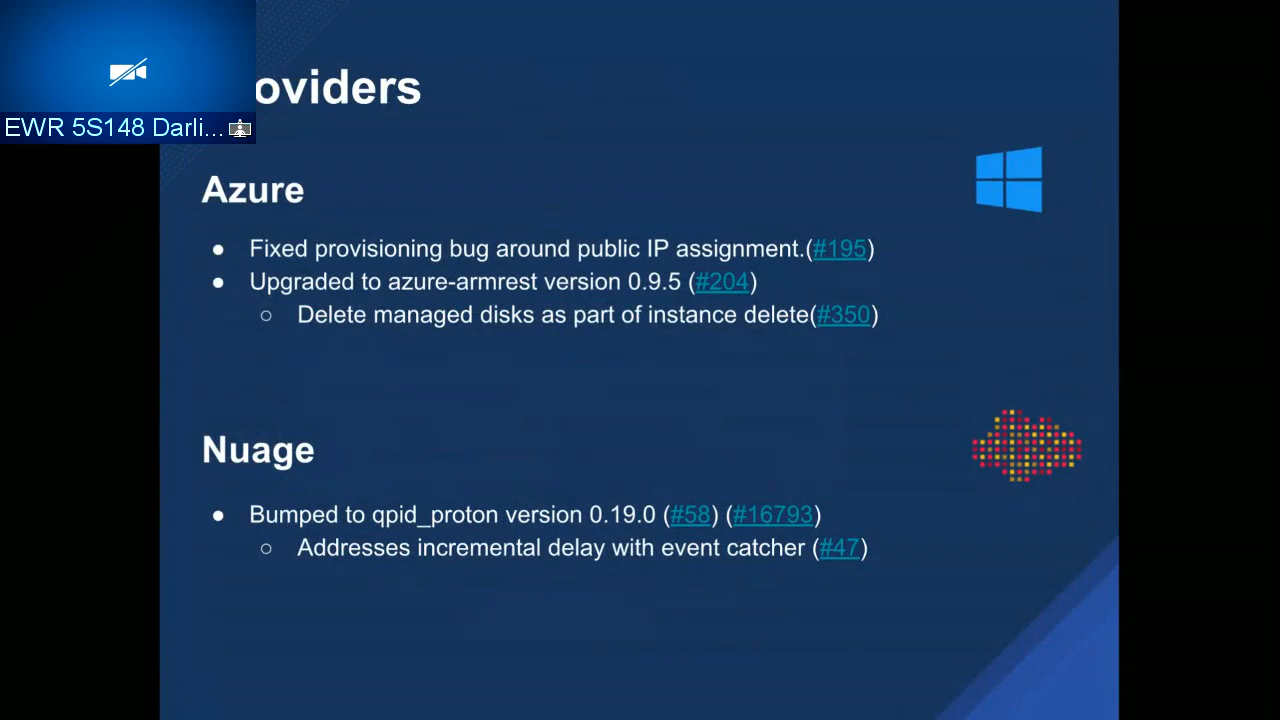 oviders
EWR 5S148 Darli...
Azure
● Fixed provisioning bug around public IP assignment.(#195)
● Upgraded to azure-armrest version 0.9.5 (#204)
○ Delete managed disks as part of instance delete(#350)
Nuage
● Bumped to qpid_proton version 0.19.0 (#58) (#16793)
○ Addresses incremental delay with event catcher (#47)